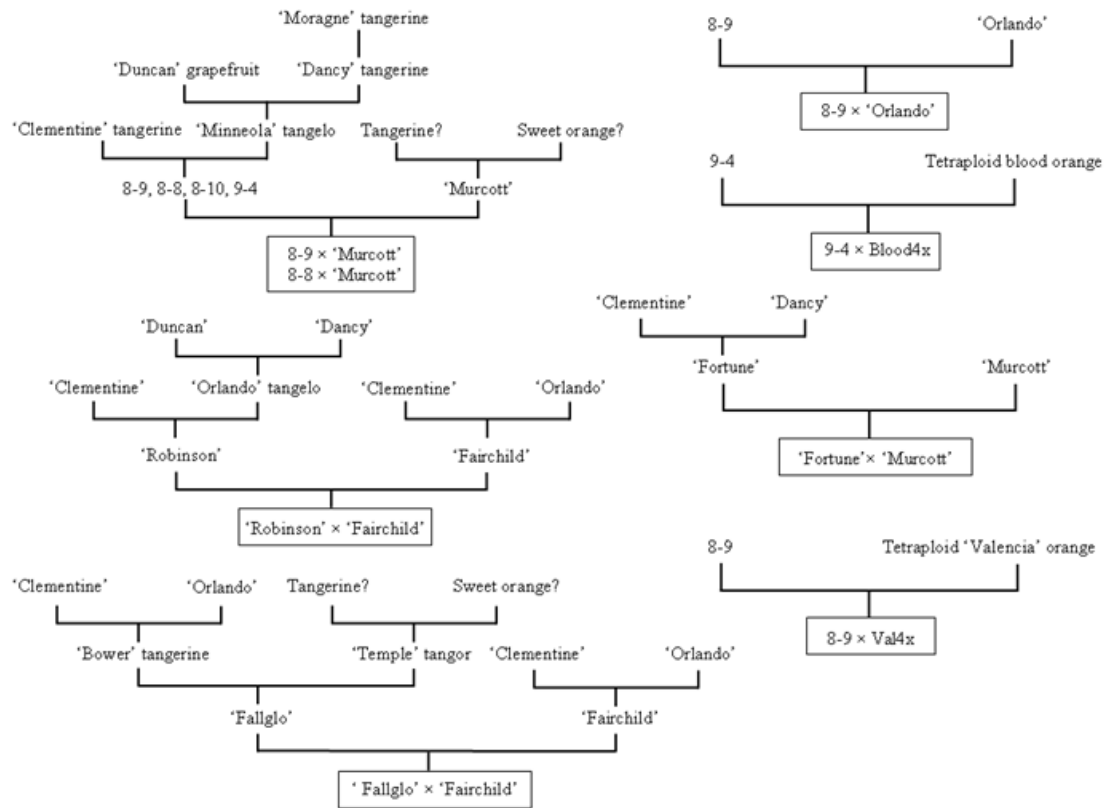 ‘Moragne’ tangerine
‘Duncan’ grapefruit ‘Dancy’ tangerine
‘Clementine’ tangerine ‘Minneola’ tangelo Tangerine? Sweet orange?
8-9, 8-8, 8-10, 9-4 ‘Murcott’
8-9 × ‘Murcott’
8-8 × ‘Murcott’
‘Duncan’ ‘Dancy’
‘Clementine’ ‘Orlando’ tangelo ‘Clementine’ ‘Orlando’
‘Robinson’ ‘Fairchild’
‘Robinson’ × ‘Fairchild’
‘Clementine’ ‘Orlando’ Tangerine? Sweet orange?
‘Bower’ tangerine ‘Temple’ tangor ‘Clementine’ ‘Orlando’
‘Fallglo’ ‘Fairchild’
‘ Fallglo’ × ‘Fairchild’
8-9 ‘Orlando’
8-9 × ‘Orlando’
9-4 Tetraploid blood orange
9-4 × Blood4x
‘Clementine’ ‘Dancy’
‘Fortune’ ‘Murcott’
‘Fortune’× ‘Murcott’
8-9 Tetraploid ‘Valencia’ orange
8-9 × Val4x